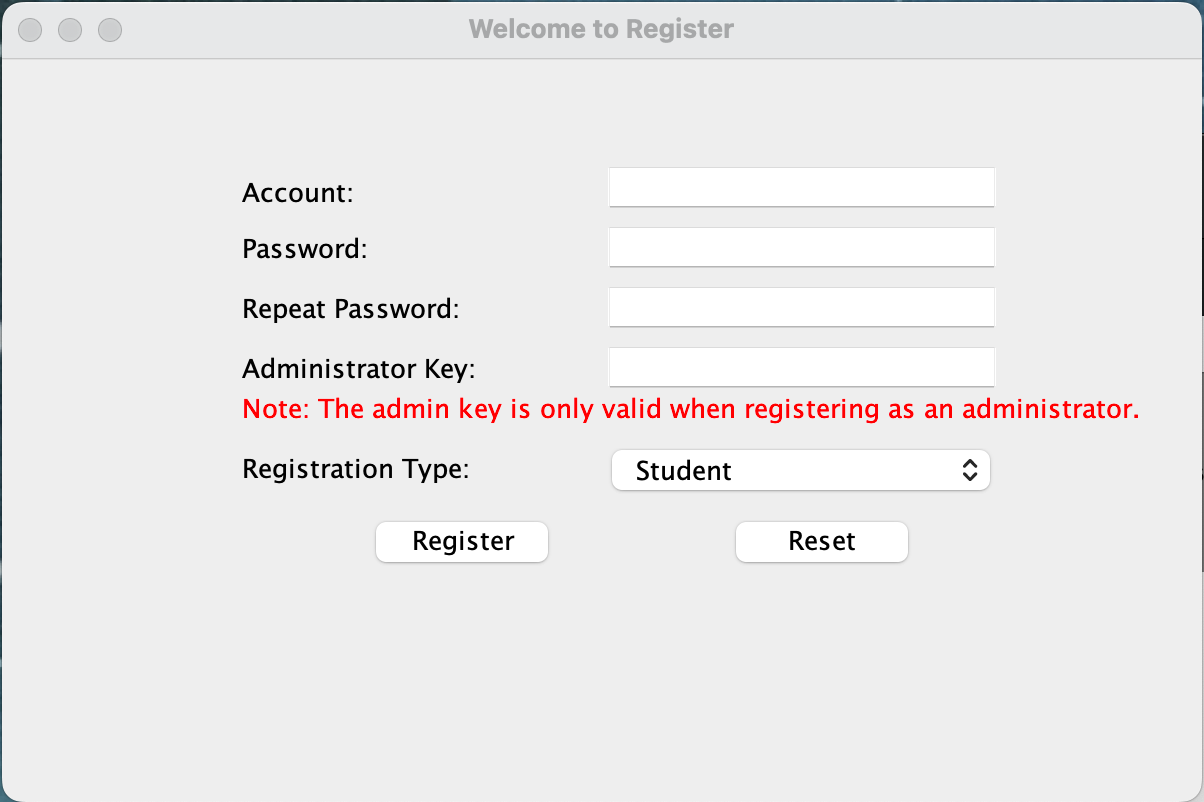 Welcome to Register
Account:
Password:
Repeat Password:
Administrator Key:
Note: The admin key is only valid when registering as an administrator.
Registration Type: Student
Register Reset